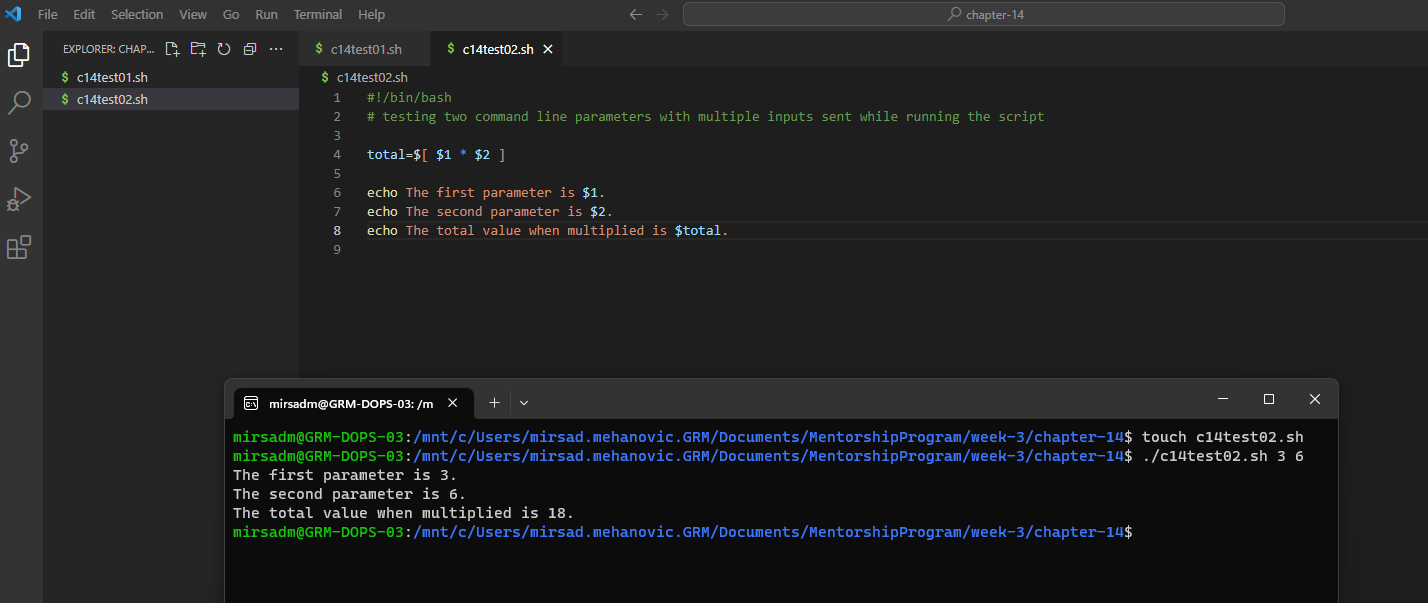 File Edit Selection View Go Run Terminal Help
chapter-14
EXPLORER: CHAP...
c14test01.sh
c14test02.sh
$ c14test01.sh
$ c14test02.sh
$ c14test02.sh
1 #!/bin/bash
2 # testing two command line parameters with multiple inputs sent while running the script
3
4 total=$[ $1 * $2 ]
5
6 echo The first parameter is $1.
7 echo The second parameter is $2.
8 echo The total value when multiplied is $total.
9
mirsadm@GRM-DOPS-03: /m
mirsadm@GRM-DOPS-03:/mnt/c/Users/mirsad.mehanovic.GRM/Documents/MentorshipProgram/week-3/chapter-14$ touch c14test02.sh
mirsadm@GRM-DOPS-03:/mnt/c/Users/mirsad.mehanovic.GRM/Documents/MentorshipProgram/week-3/chapter-14$ ./c14test02.sh 3 6
The first parameter is 3.
The second parameter is 6.
The total value when multiplied is 18.
mirsadm@GRM-DOPS-03:/mnt/c/Users/mirsad.mehanovic.GRM/Documents/MentorshipProgram/week-3/chapter-14$